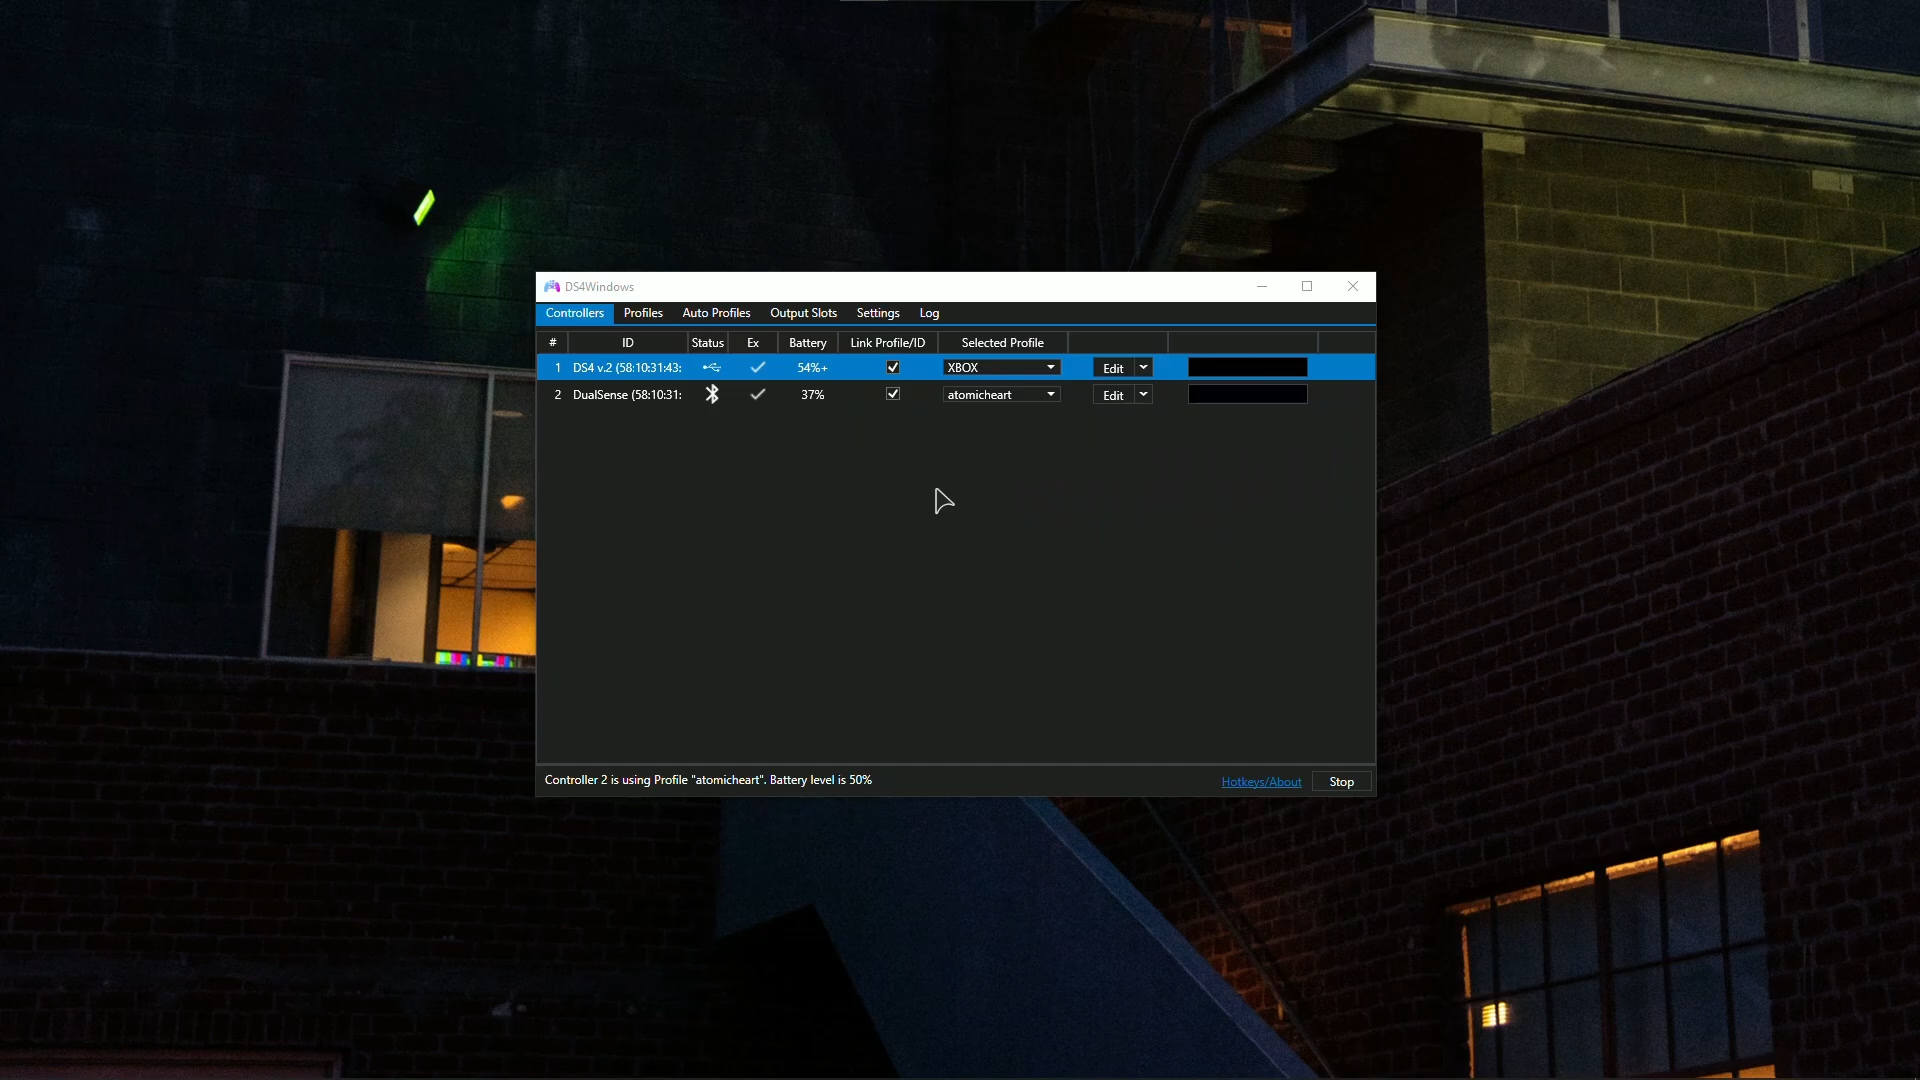 DS4Windows
Controllers Profiles Auto Profiles Output Slots Settings Log
# ID Status Ex Battery Link Profile/ID Selected Profile
1 DS4 v.2 (58:10:31:43: 54%+ XBOX Edit
2 DualSense (58:10:31: 37% atomicheart Edit
Controller 2 is using Profile "atomicheart". Battery level is 50% Hotkeys/About Stop